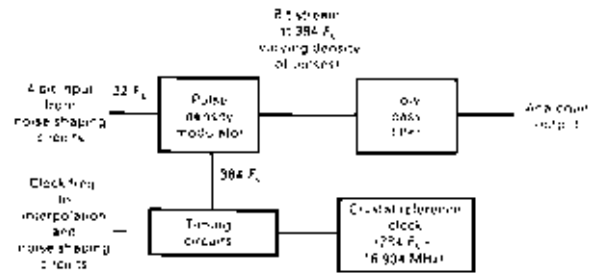 Bit stream
at 384 Fs
varying density
of pulses
4 bit input
from
noise shaping
circuits
32 Fs
Pulse
density
modulator
Low
pass
filter
Analogue
output
384 Fs
Clock freq
to
interpolation
and
noise shaping
circuits
Timing
circuits
Crystal reference
clock
(384 Fs =
16.934 MHz)